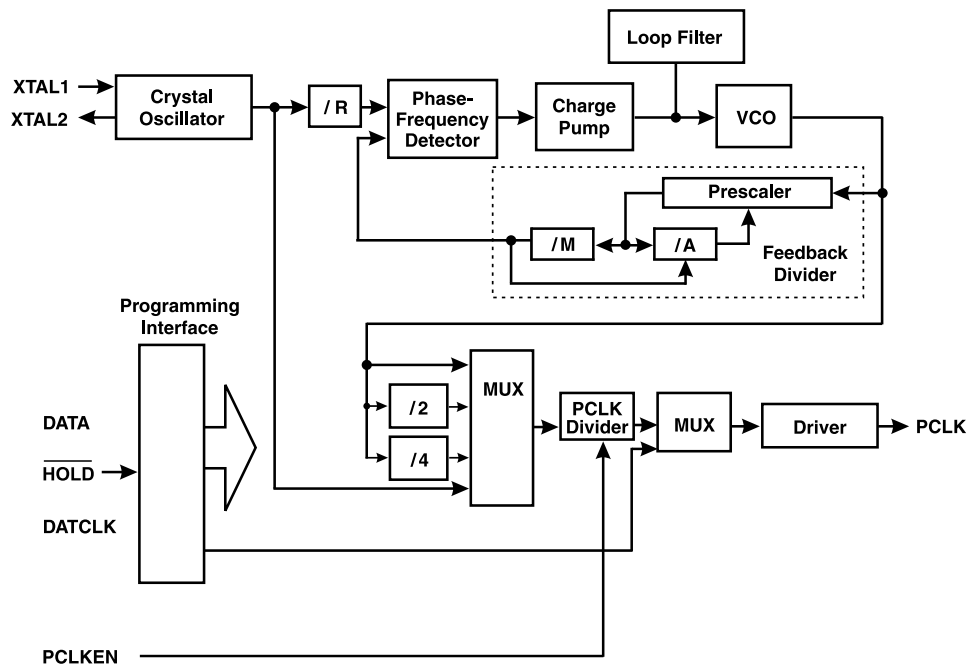 Loop Filter
XTAL1
XTAL2
Crystal
Oscillator
/ R
Phase-
Frequency
Detector
Charge
Pump
VCO
Prescaler
/ M
/A
Feedback
Divider
Programming
Interface
MUX
/2
/4
PCLK
Divider
MUX
Driver
PCLK
DATA
HOLD
DATCLK
PCLKEN